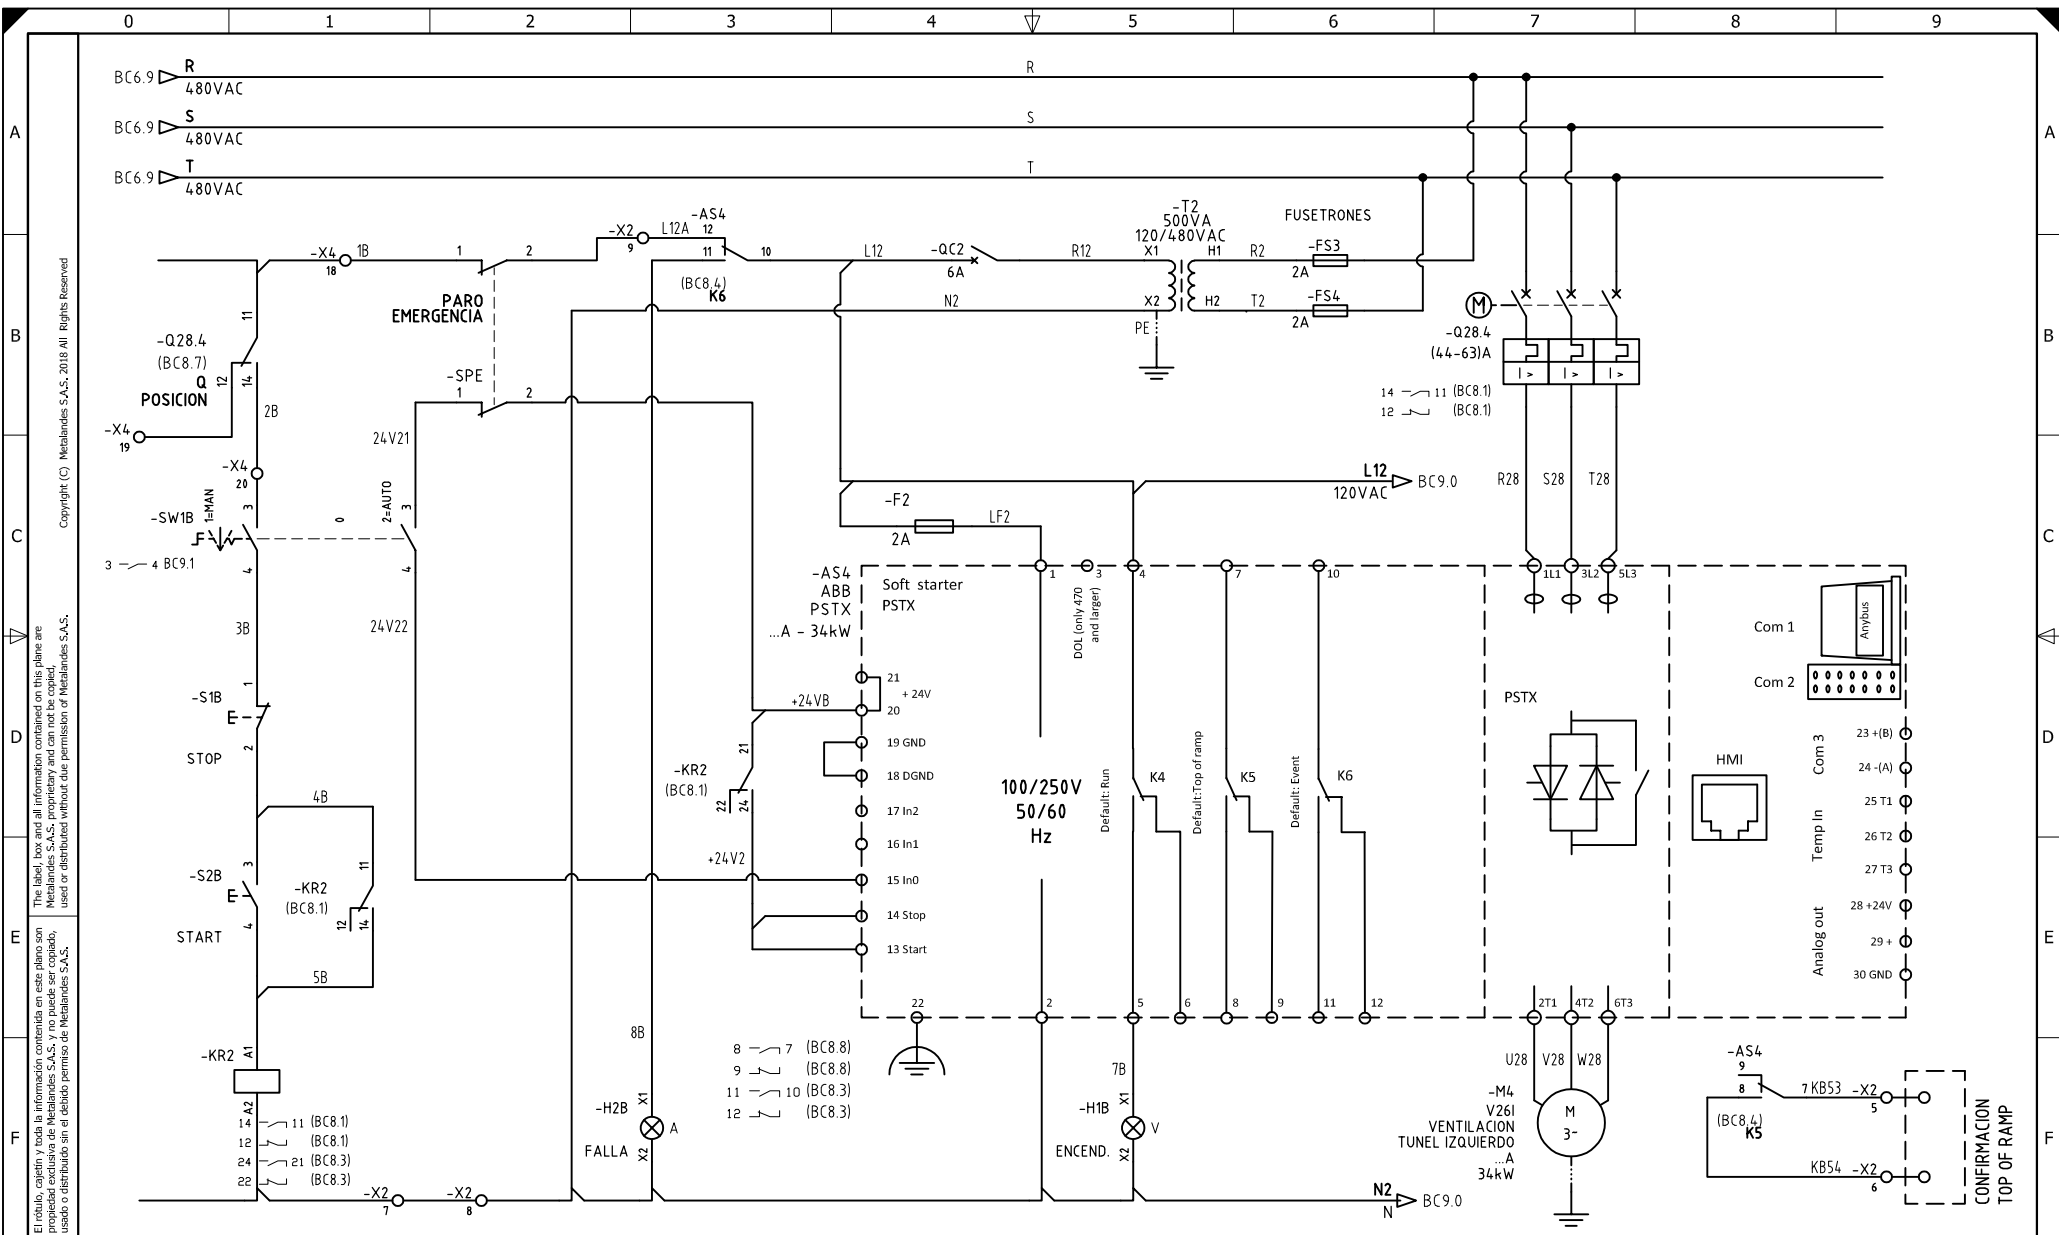 0 1 2 3 4 5 6 7 8 9
A
B
C
D
E
F
A
B
C
D
E
F
Copyright (C) Metalandes S.A.S. 2018 All Rights Reserved
The label, box and all information contained on this plane are
Metalandes S.A.S. proprietary and can not be copied,
used or distributed without due permission of Metalandes S.A.S.
El rótulo, cajetín y toda la información contenida en este plano son
propiedad exclusiva de Metalandes S.A.S. y no puede ser copiado,
usado o distribuido sin el debido permiso de Metalandes S.A.S.
BC6.9 R
480VAC
R
BC6.9 S
480VAC
S
BC6.9 T
480VAC
T
-X4
18
1B
1
2
PARO
EMERGENCIA
-X2
9
L12A
-AS4
12
11
10
(BC8.4)
K6
L12
-QC2
6A
R12
N2
-T2
500VA
120/480VAC
X1
H1
X2
H2
PE
R2
T2
FUSETRONES
-FS3
2A
-FS4
2A
M
-Q28.4
(44-63)A
I >
I >
I >
14 11 (BC8.1)
12 (BC8.1)
R28
S28
T28
11
-Q28.4
(BC8.7)
Q
POSICION
12
14
2B
-X4
19
-X4
20
-SPE
1
2
24V21
-SW1B
1=MAN
3
0
2=AUTO
3
4
4
3 4 BC9.1
3B
24V22
L12
120VAC
BC9.0
-F2
2A
LF2
-S1B
1
2
STOP
4B
-S2B
3
4
START
11
-KR2
(BC8.1)
12
14
5B
-KR2
A1
A2
14 11 (BC8.1)
12 (BC8.1)
24 21 (BC8.3)
22 (BC8.3)
-AS4
ABB
PSTX
...A - 34kW
Soft starter
PSTX
1
3
4
7
10
DOL (only 470
and larger)
21
+ 24V
20
19 GND
18 DGND
17 In2
16 In1
15 In0
14 Stop
13 Start
+24VB
-KR2
(BC8.1)
21
22
24
+24V2
100/250V
50/60
Hz
Default: Run
K4
Default:Top of ramp
K5
Default: Event
K6
22
2
5
6
8
9
11
12
1L1
3L2
5L3
PSTX
2T1
4T2
6T3
Com 1
Anybus
Com 2
HMI
Com 3
23 +(B)
24 -(A)
Temp In
25 T1
26 T2
27 T3
Analog out
28 +24V
29 +
30 GND
8B
8 7 (BC8.8)
9 (BC8.8)
11 10 (BC8.3)
12 (BC8.3)
-H2B
X1
A
FALLA
X2
7B
-H1B
X1
V
ENCEND.
X2
U28
V28
W28
-M4
V26I
VENTILACION
TUNEL IZQUIERDO
...A
34kW
M
3~
-AS4
9
8
7
KB53
-X2
5
(BC8.4)
K5
KB54
-X2
6
CONFIRMACION
TOP OF RAMP
-X2
7
-X2
8
N2
N
BC9.0